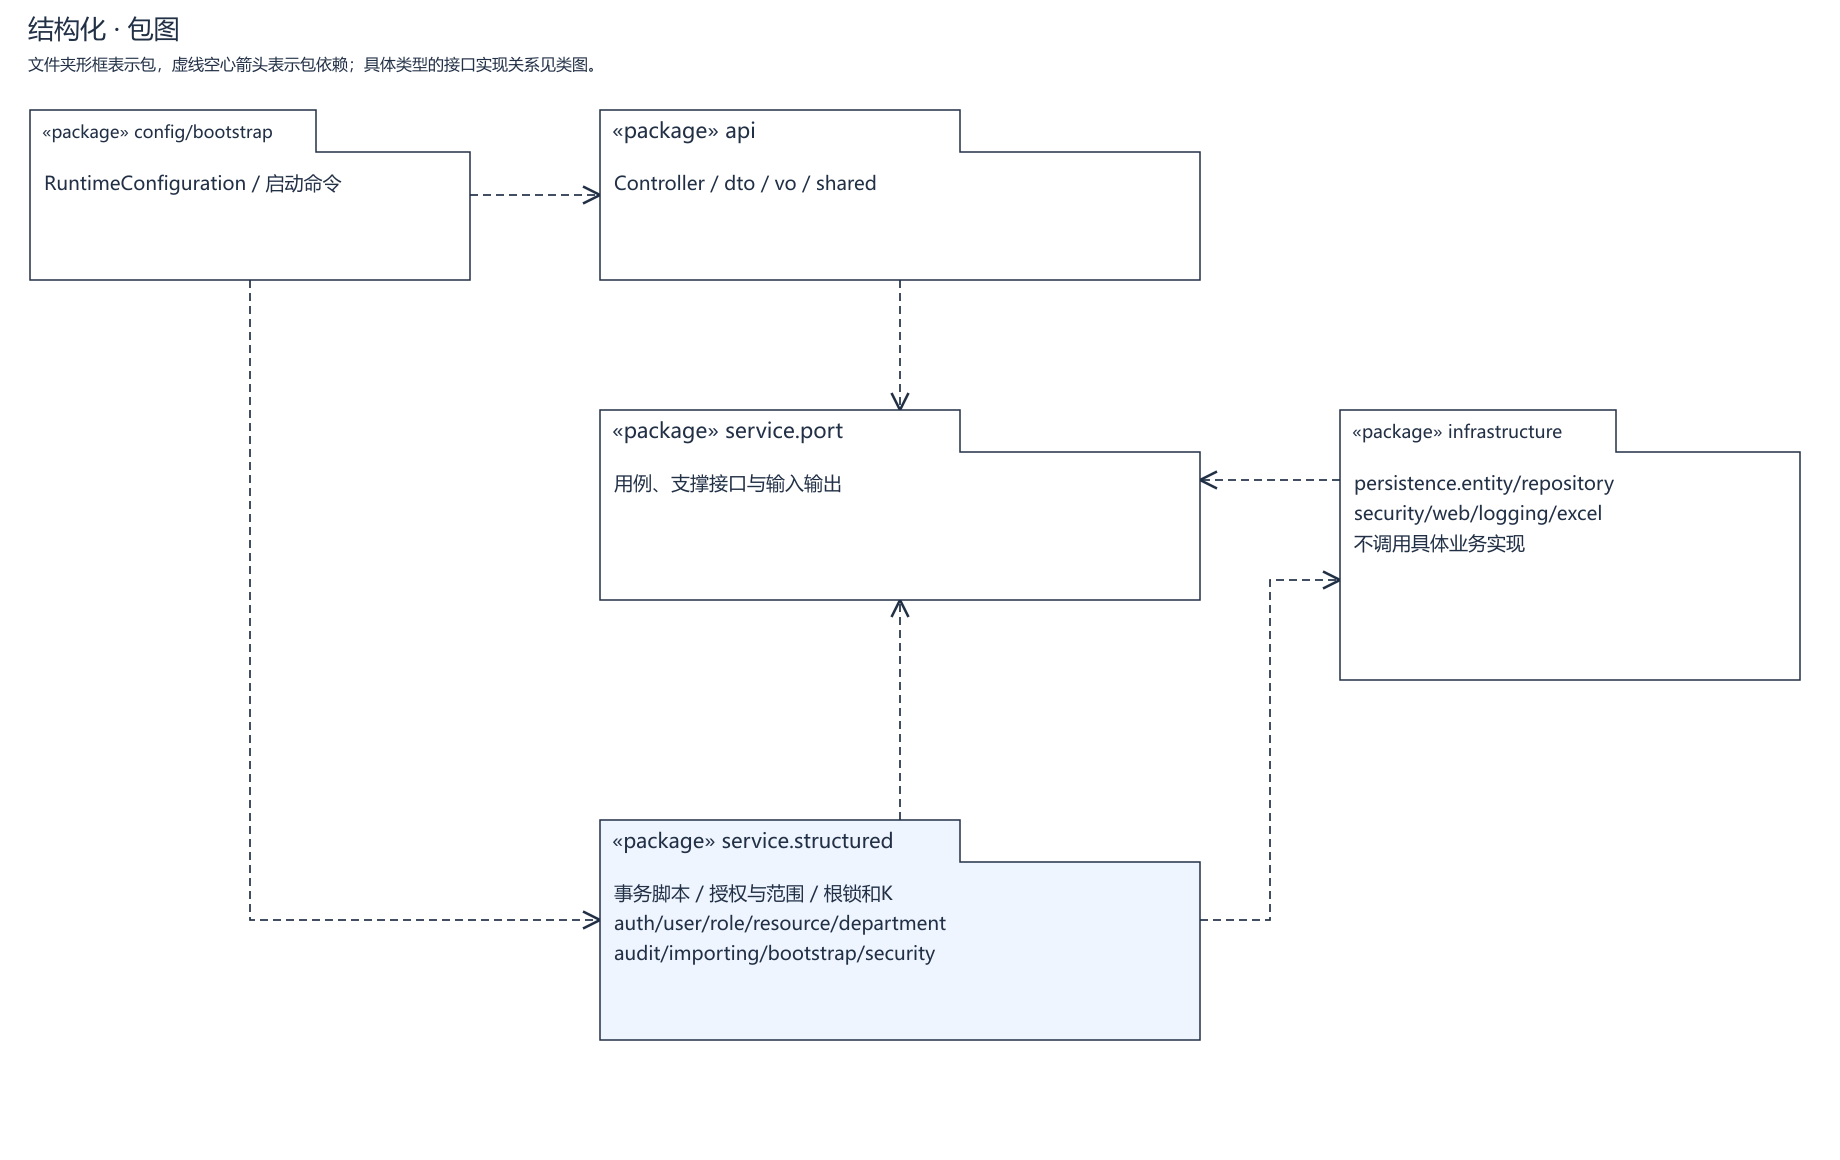 结构化 · 包图
文件夹形框表示包，虚线空心箭头表示包依赖；具体类型的接口实现关系见类图。
«package» config/bootstrap
RuntimeConfiguration / 启动命令
«package» api
Controller / dto / vo / shared
«package» service.port
用例、支撑接口与输入输出
«package» infrastructure
persistence.entity/repository
security/web/logging/excel
不调用具体业务实现
«package» service.structured
事务脚本 / 授权与范围 / 根锁和K
auth/user/role/resource/department
audit/importing/bootstrap/security